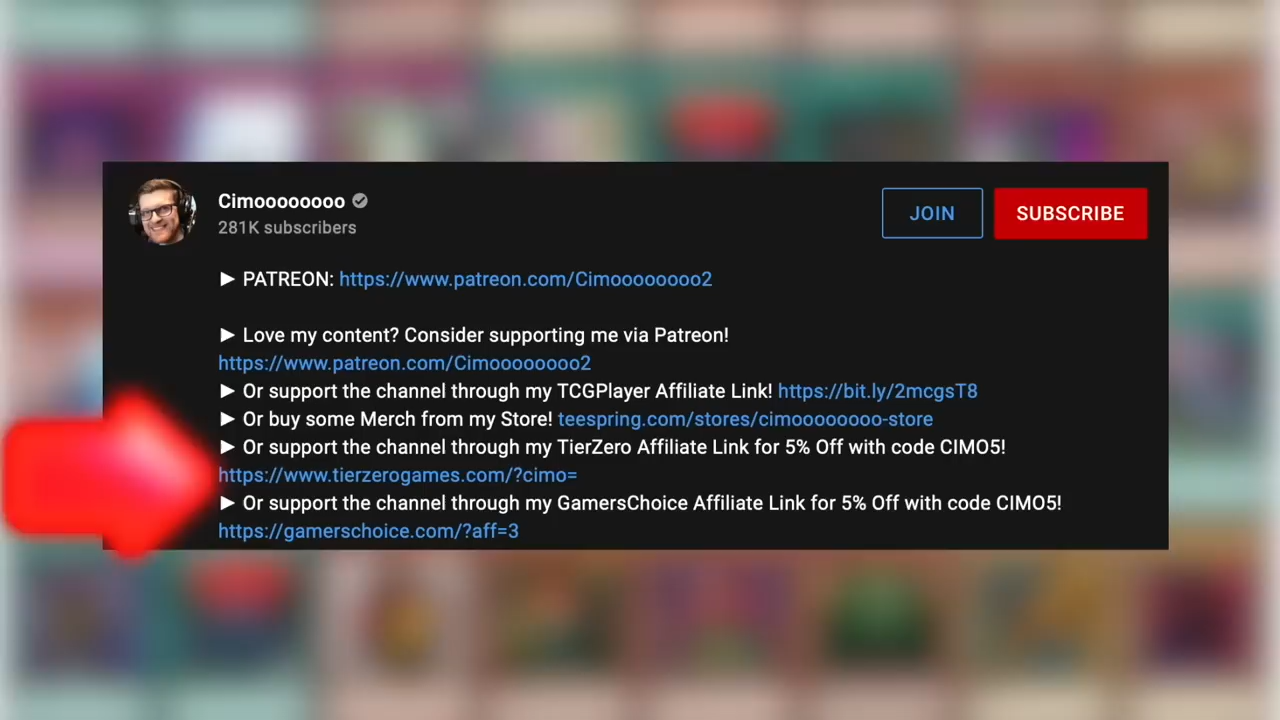 Cimoooooooo
281K subscribers
JOIN
SUBSCRIBE
► PATREON: https://www.patreon.com/Cimoooooooo2
► Love my content? Consider supporting me via Patreon!
https://www.patreon.com/Cimoooooooo2
► Or support the channel through my TCGPlayer Affiliate Link! https://bit.ly/2mcgsT8
► Or buy some Merch from my Store! teespring.com/stores/cimoooooooo-store
► Or support the channel through my TierZero Affiliate Link for 5% Off with code CIMO5!
https://www.tierzerogames.com/?cimo=
► Or support the channel through my GamersChoice Affiliate Link for 5% Off with code CIMO5!
https://gamerschoice.com/?aff=3